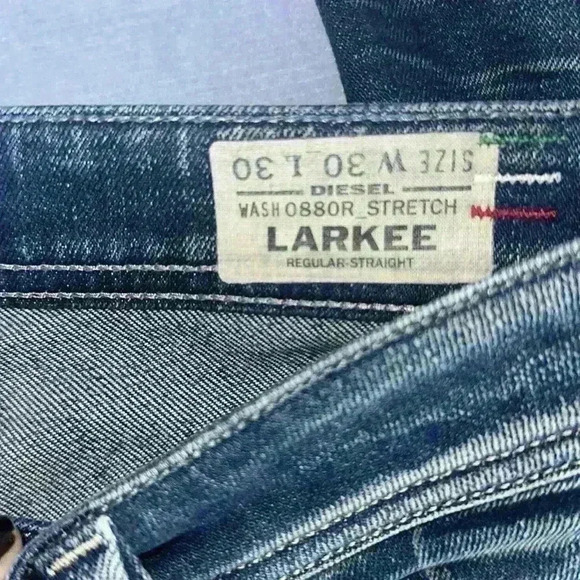 SIZE W 30 L 30
DIESEL
WASH 0880R_STRETCH
LARKEE
REGULAR-STRAIGHT